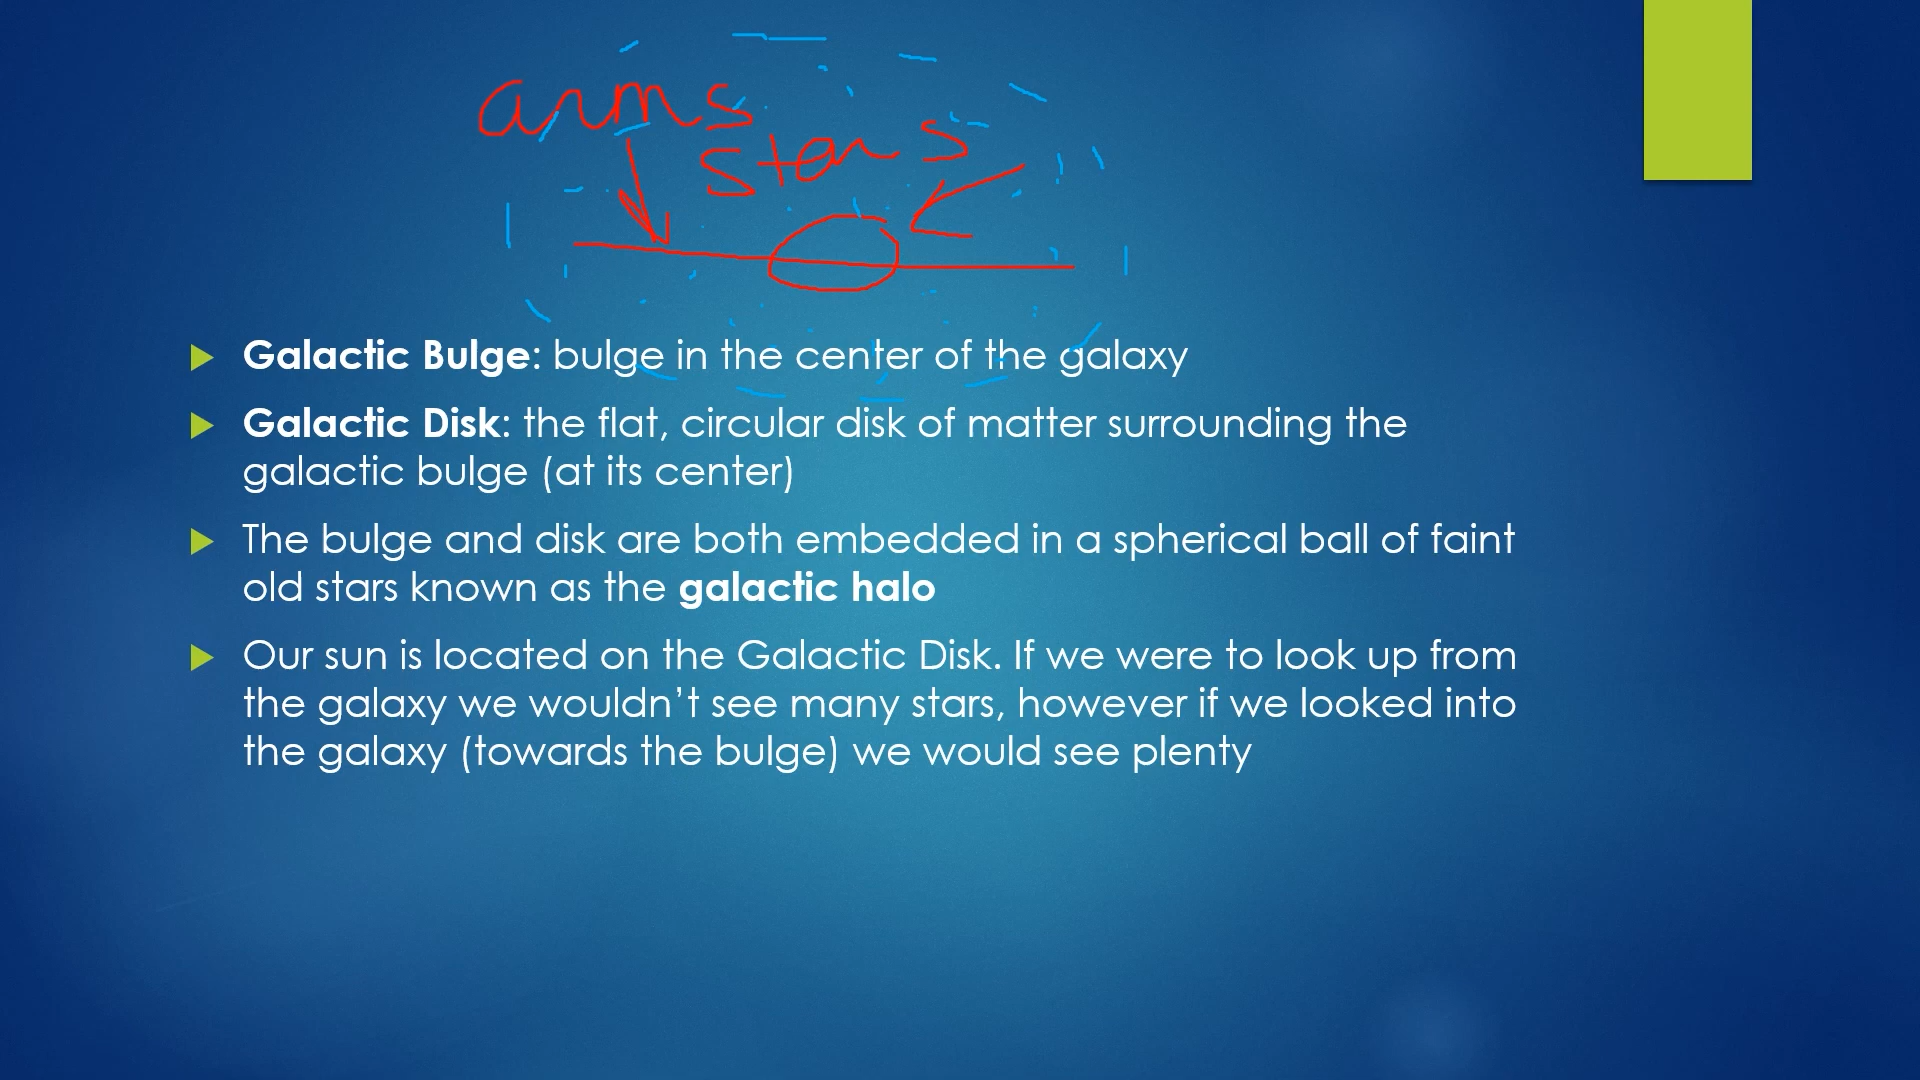 arms
stars
Galactic Bulge: bulge in the center of the galaxy
Galactic Disk: the flat, circular disk of matter surrounding the
galactic bulge (at its center)
The bulge and disk are both embedded in a spherical ball of faint
old stars known as the galactic halo
Our sun is located on the Galactic Disk. If we were to look up from
the galaxy we wouldn’t see many stars, however if we looked into
the galaxy (towards the bulge) we would see plenty